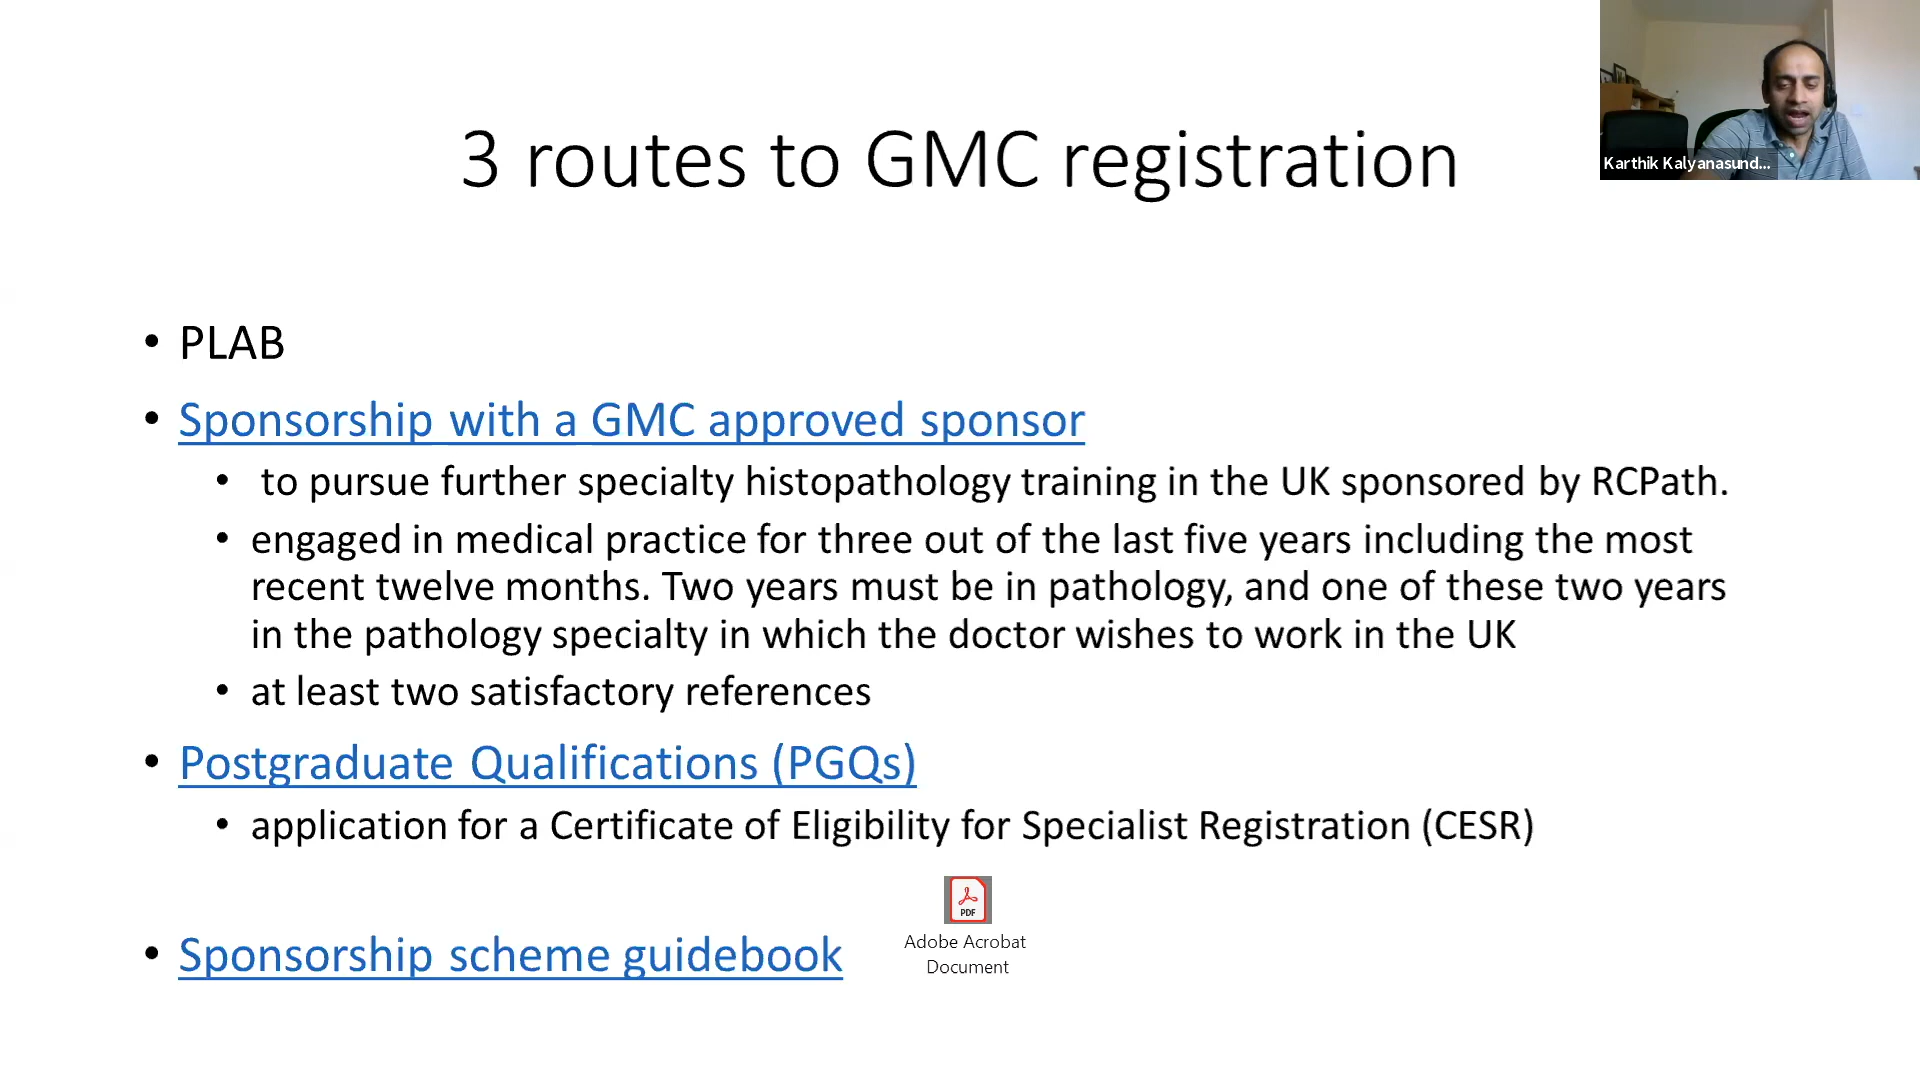 3 routes to GMC registration
Karthik Kalyanasund...
• PLAB
• Sponsorship with a GMC approved sponsor
• to pursue further specialty histopathology training in the UK sponsored by RCPath.
• engaged in medical practice for three out of the last five years including the most
recent twelve months. Two years must be in pathology, and one of these two years
in the pathology specialty in which the doctor wishes to work in the UK
• at least two satisfactory references
• Postgraduate Qualifications (PGQs)
• application for a Certificate of Eligibility for Specialist Registration (CESR)
PDF
Adobe Acrobat
Document
• Sponsorship scheme guidebook